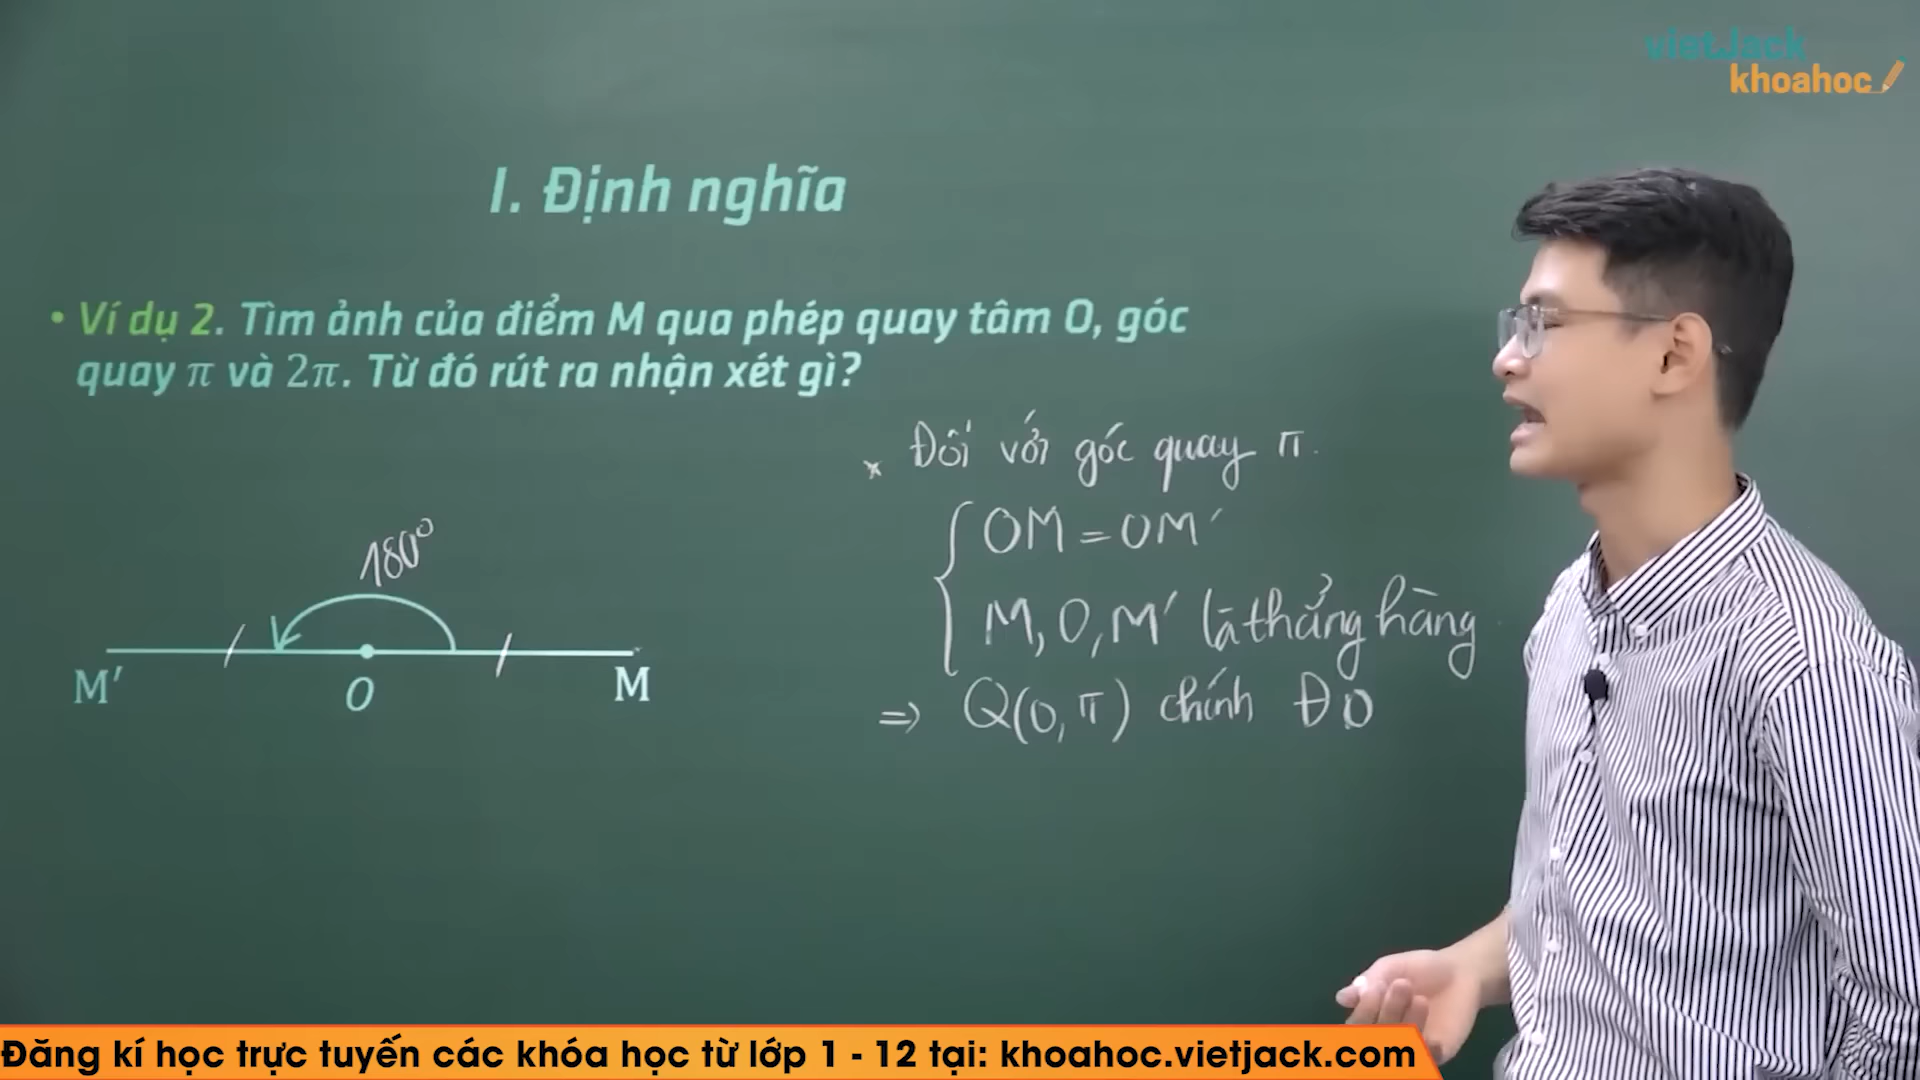 vietJack
khoahoc
I. Định nghĩa
• Ví dụ 2. Tìm ảnh của điểm M qua phép quay tâm O, góc
quay π và 2π. Từ đó rút ra nhận xét gì?
* Đối với góc quay π.
OM = OM'
M, O, M' là thẳng hàng
=> Q(O, π) chính ĐO
180°
M'
O
M
Đăng kí học trực tuyến các khóa học từ lớp 1 - 12 tại: khoahoc.vietjack.com